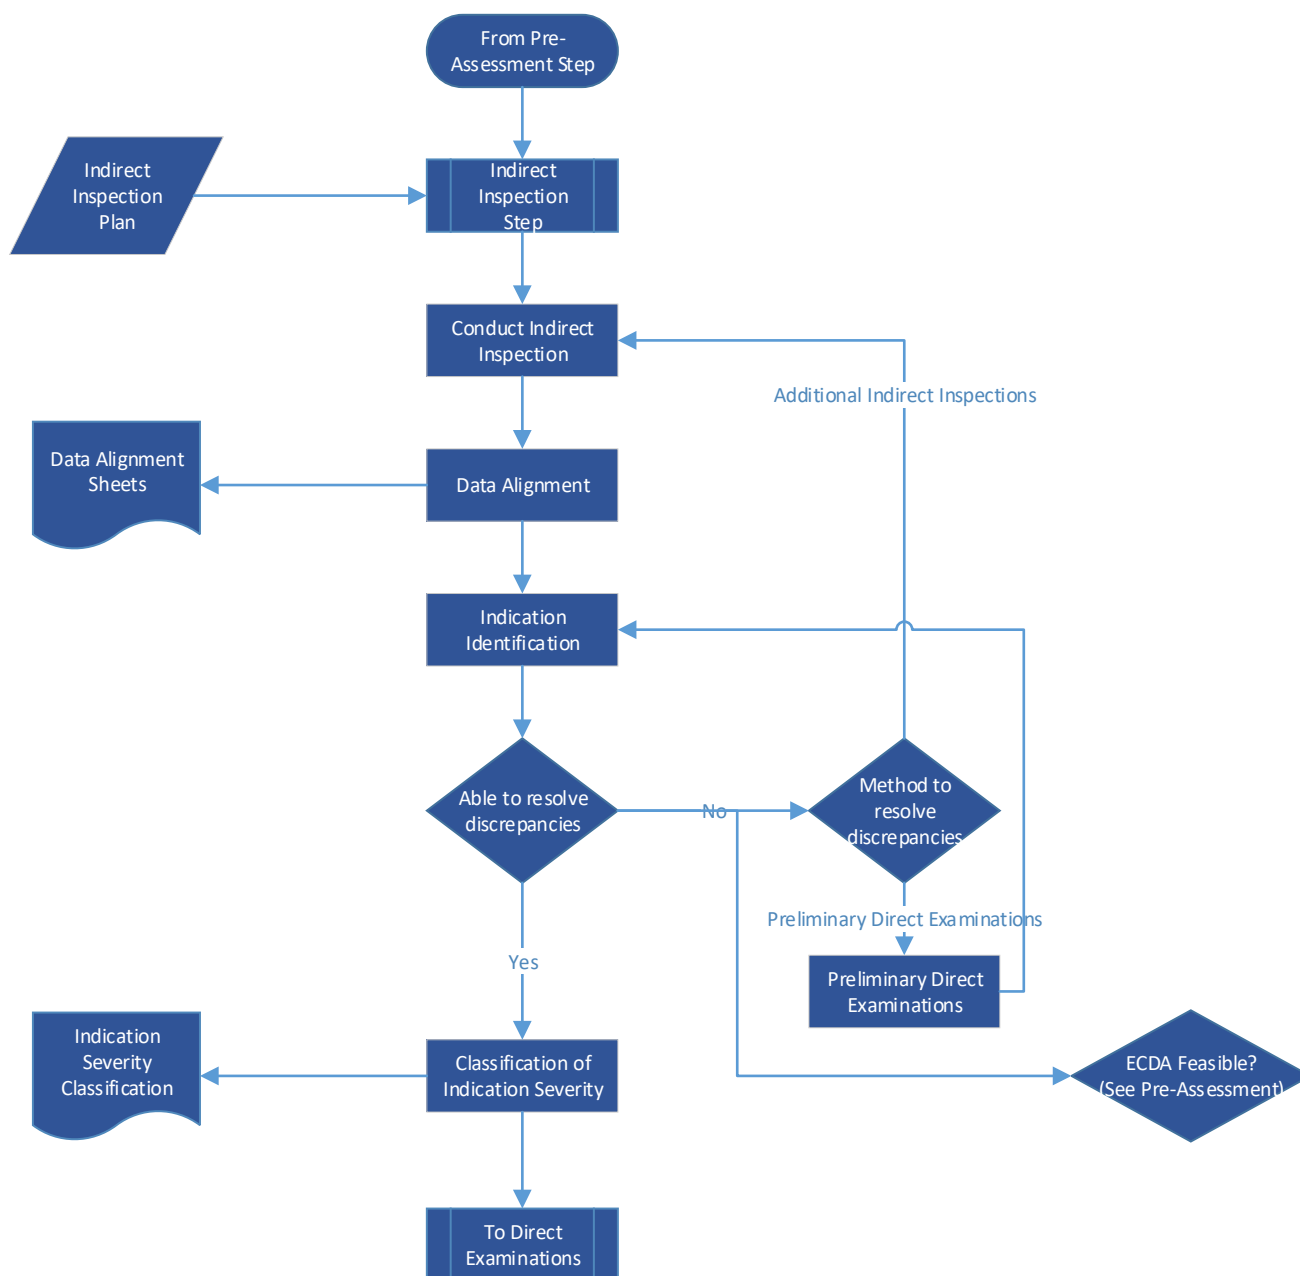 From Pre-
Assessment Step
Indirect
Inspection
Plan
Indirect
Inspection
Step
Conduct Indirect
Inspection
Additional Indirect Inspections
Data Alignment
Sheets
Data Alignment
Indication
Identification
Able to resolve
discrepancies
No
Method to
resolve
discrepancies
Preliminary Direct Examinations
Yes
Preliminary Direct
Examinations
Indication
Severity
Classification
Classification of
Indication Severity
ECDA Feasible?
(See Pre-Assessment)
To Direct
Examinations